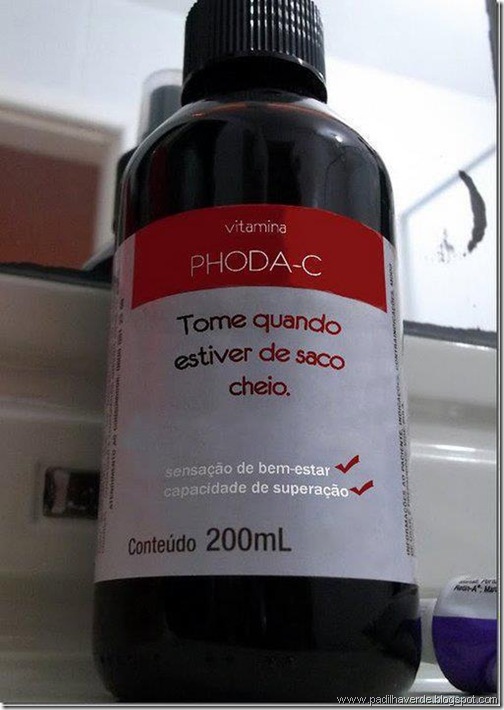 vitamina
PHODA-C
Tome quando
estiver de saco
cheio.
sensação de bem-estar
capacidade de superação
Conteúdo 200mL
www.padilhaverde.blogspot.com